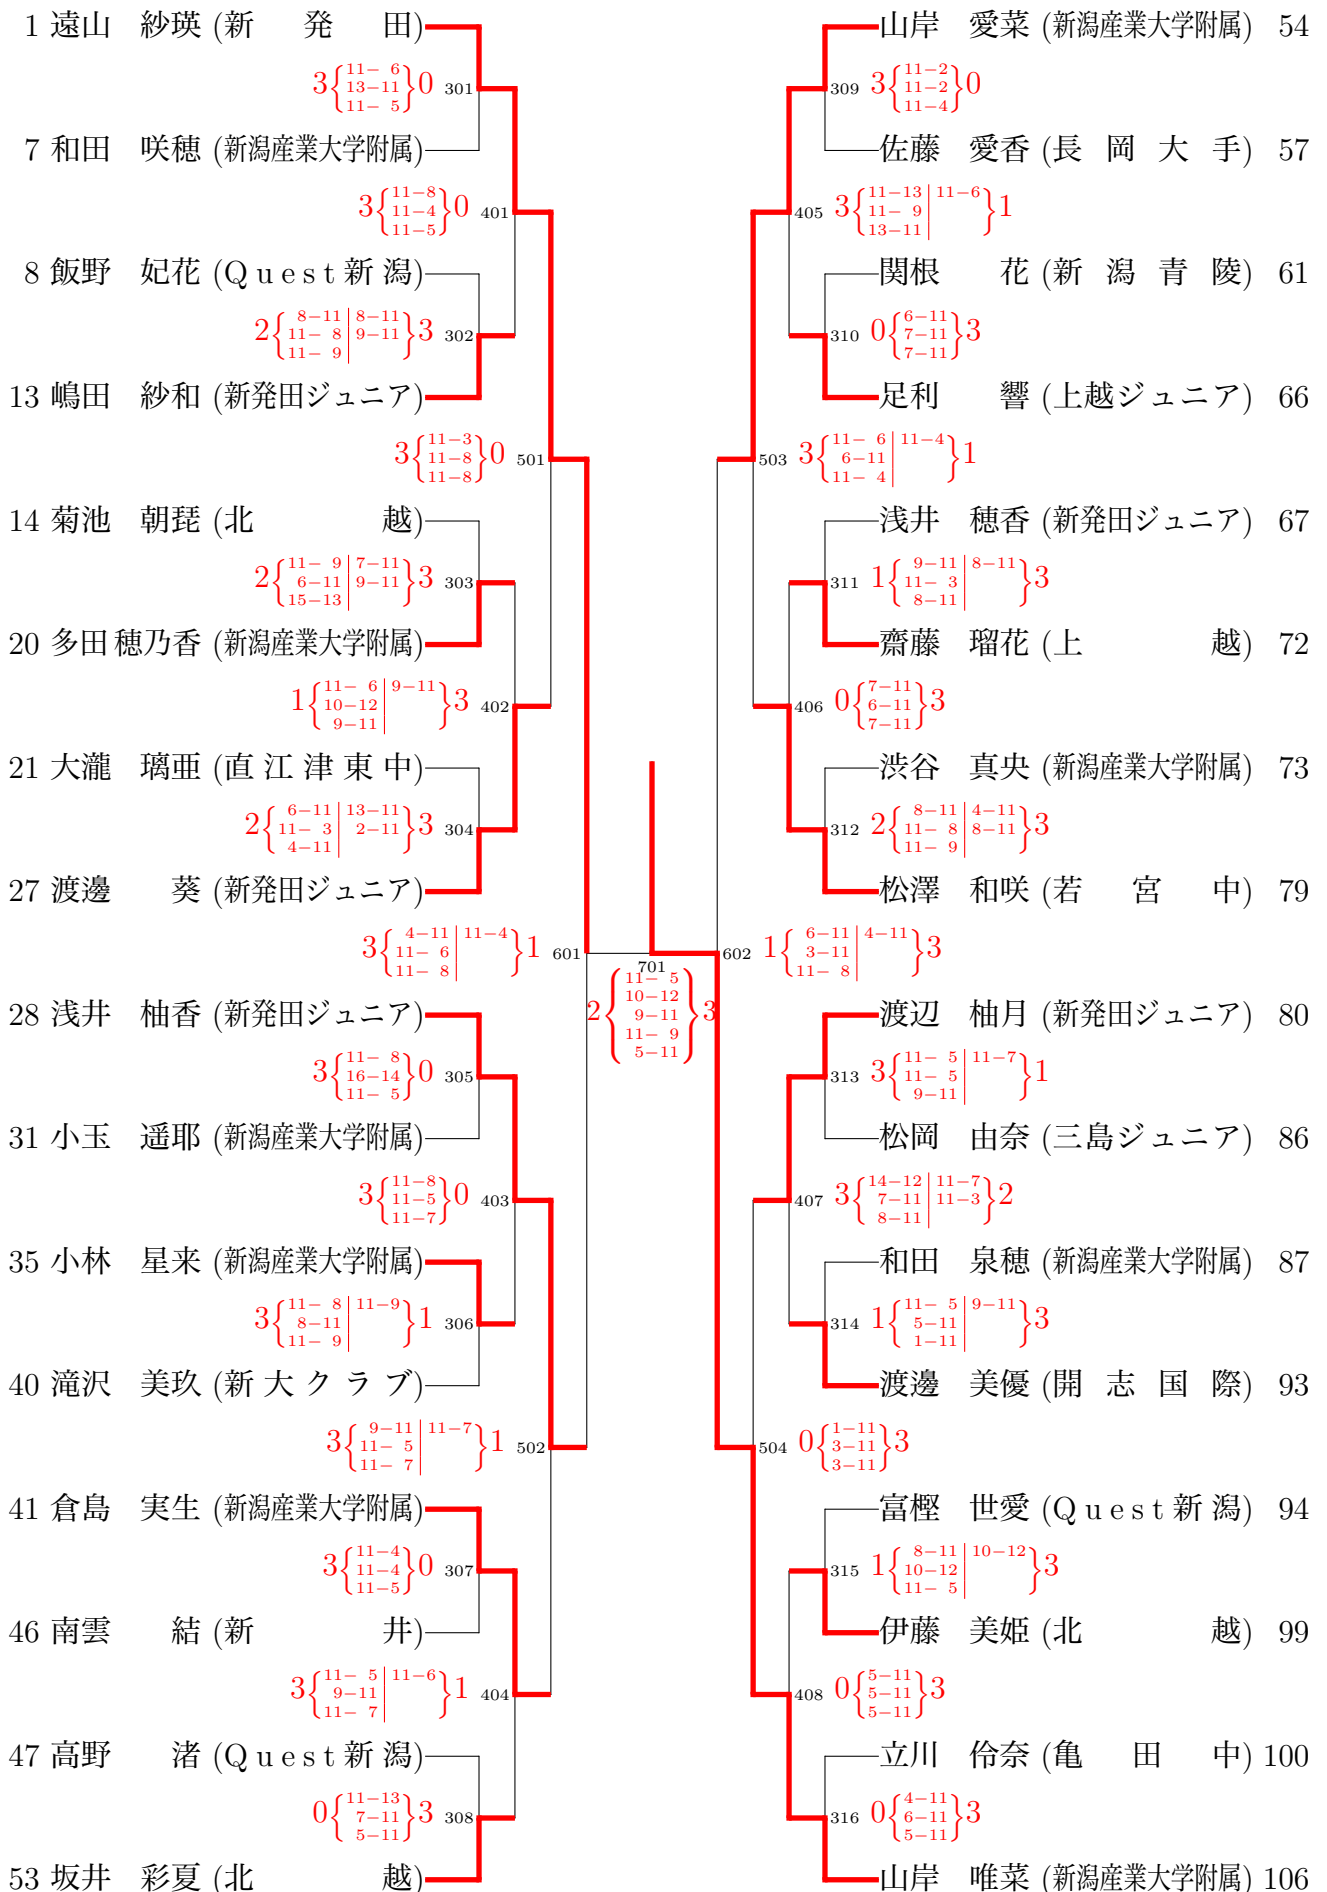 1 遠山 紗瑛 (新 発 田)
3{11-6 13-11 11-5}0 301
7 和田 咲穂 (新潟産業大学附属)
3{11-8 11-4 11-5}0 401
8 飯野 妃花 (Quest新潟)
2{8-11 11-8 11-9 | 8-11 9-11}3 302
13 嶋田 紗和 (新発田ジュニア)
3{11-3 11-8 11-8}0 501
14 菊池 朝琵 (北 越)
2{11-9 6-11 15-13 | 7-11 9-11}3 303
20 多田 穂乃香 (新潟産業大学附属)
1{11-6 10-12 9-11 | 9-11}3 402
21 大瀧 璃亜 (直江津東中)
2{6-11 11-3 4-11 | 13-11 2-11}3 304
27 渡邊 葵 (新発田ジュニア)
3{4-11 11-6 11-8 | 11-4}1 601
28 浅井 柚香 (新発田ジュニア)
3{11-8 16-14 11-5}0 305
31 小玉 遥耶 (新潟産業大学附属)
3{11-8 11-5 11-7}0 403
35 小林 星来 (新潟産業大学附属)
3{11-8 8-11 11-9 | 11-9}1 306
40 滝沢 美玖 (新大クラブ)
3{9-11 11-5 11-7 | 11-7}1 502
41 倉島 実生 (新潟産業大学附属)
3{11-4 11-4 11-5}0 307
46 南雲 結 (新 井)
3{11-5 9-11 11-7 | 11-6}1 404
47 高野 渚 (Quest新潟)
0{11-13 7-11 5-11}3 308
53 坂井 彩夏 (北 越)
701
2{11-5 10-12 9-11 11-9 5-11}3
山岸 愛菜 (新潟産業大学附属) 54
309 3{11-2 11-2 11-4}0
佐藤 愛香 (長岡大手) 57
405 3{11-13 11-9 13-11 | 11-6}1
関根 花 (新潟青陵) 61
310 0{6-11 7-11 7-11}3
足利 響 (上越ジュニア) 66
503 3{11-6 6-11 11-4 | 11-4}1
浅井 穂香 (新発田ジュニア) 67
311 1{9-11 11-3 8-11 | 8-11}3
齋藤 瑠花 (上 越) 72
406 0{7-11 6-11 7-11}3
渋谷 真央 (新潟産業大学附属) 73
312 2{8-11 11-8 11-9 | 4-11 8-11}3
松澤 和咲 (若 宮 中) 79
602 1{6-11 3-11 11-8 | 4-11}3
渡辺 柚月 (新発田ジュニア) 80
313 3{11-5 11-5 9-11 | 11-7}1
松岡 由奈 (三島ジュニア) 86
407 3{14-12 7-11 8-11 | 11-7 11-3}2
和田 泉穂 (新潟産業大学附属) 87
314 1{11-5 5-11 1-11 | 9-11}3
渡邊 美優 (開志国際) 93
504 0{1-11 3-11 3-11}3
富樫 世愛 (Quest新潟) 94
315 1{8-11 10-12 11-5 | 10-12}3
伊藤 美姫 (北 越) 99
408 0{5-11 5-11 5-11}3
立川 伶奈 (亀 田 中) 100
316 0{4-11 6-11 5-11}3
山岸 唯菜 (新潟産業大学附属) 106